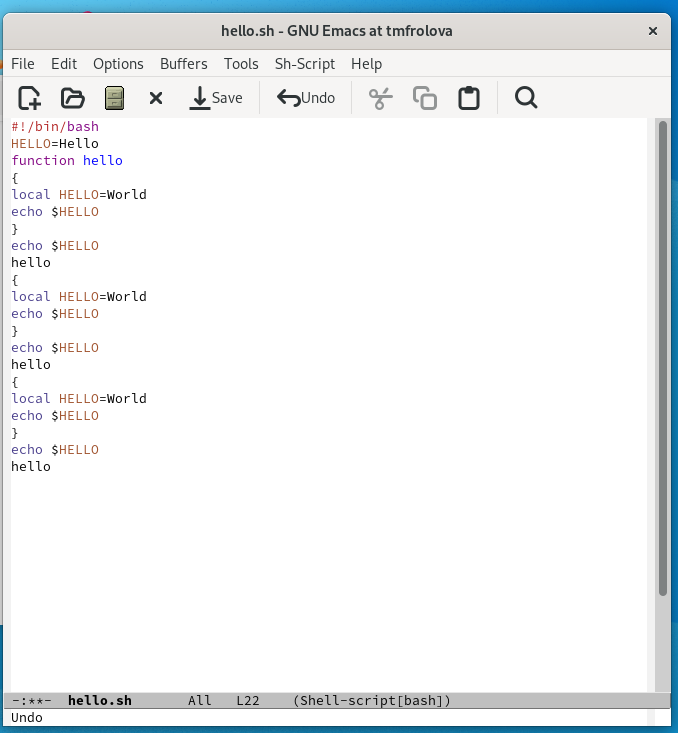 hello.sh - GNU Emacs at tmfrolova
File Edit Options Buffers Tools Sh-Script Help
Save Undo
#!/bin/bash
HELLO=Hello
function hello
{
local HELLO=World
echo $HELLO
}
echo $HELLO
hello
{
local HELLO=World
echo $HELLO
}
echo $HELLO
hello
{
local HELLO=World
echo $HELLO
}
echo $HELLO
hello
-:**- hello.sh All L22 (Shell-script[bash])
Undo